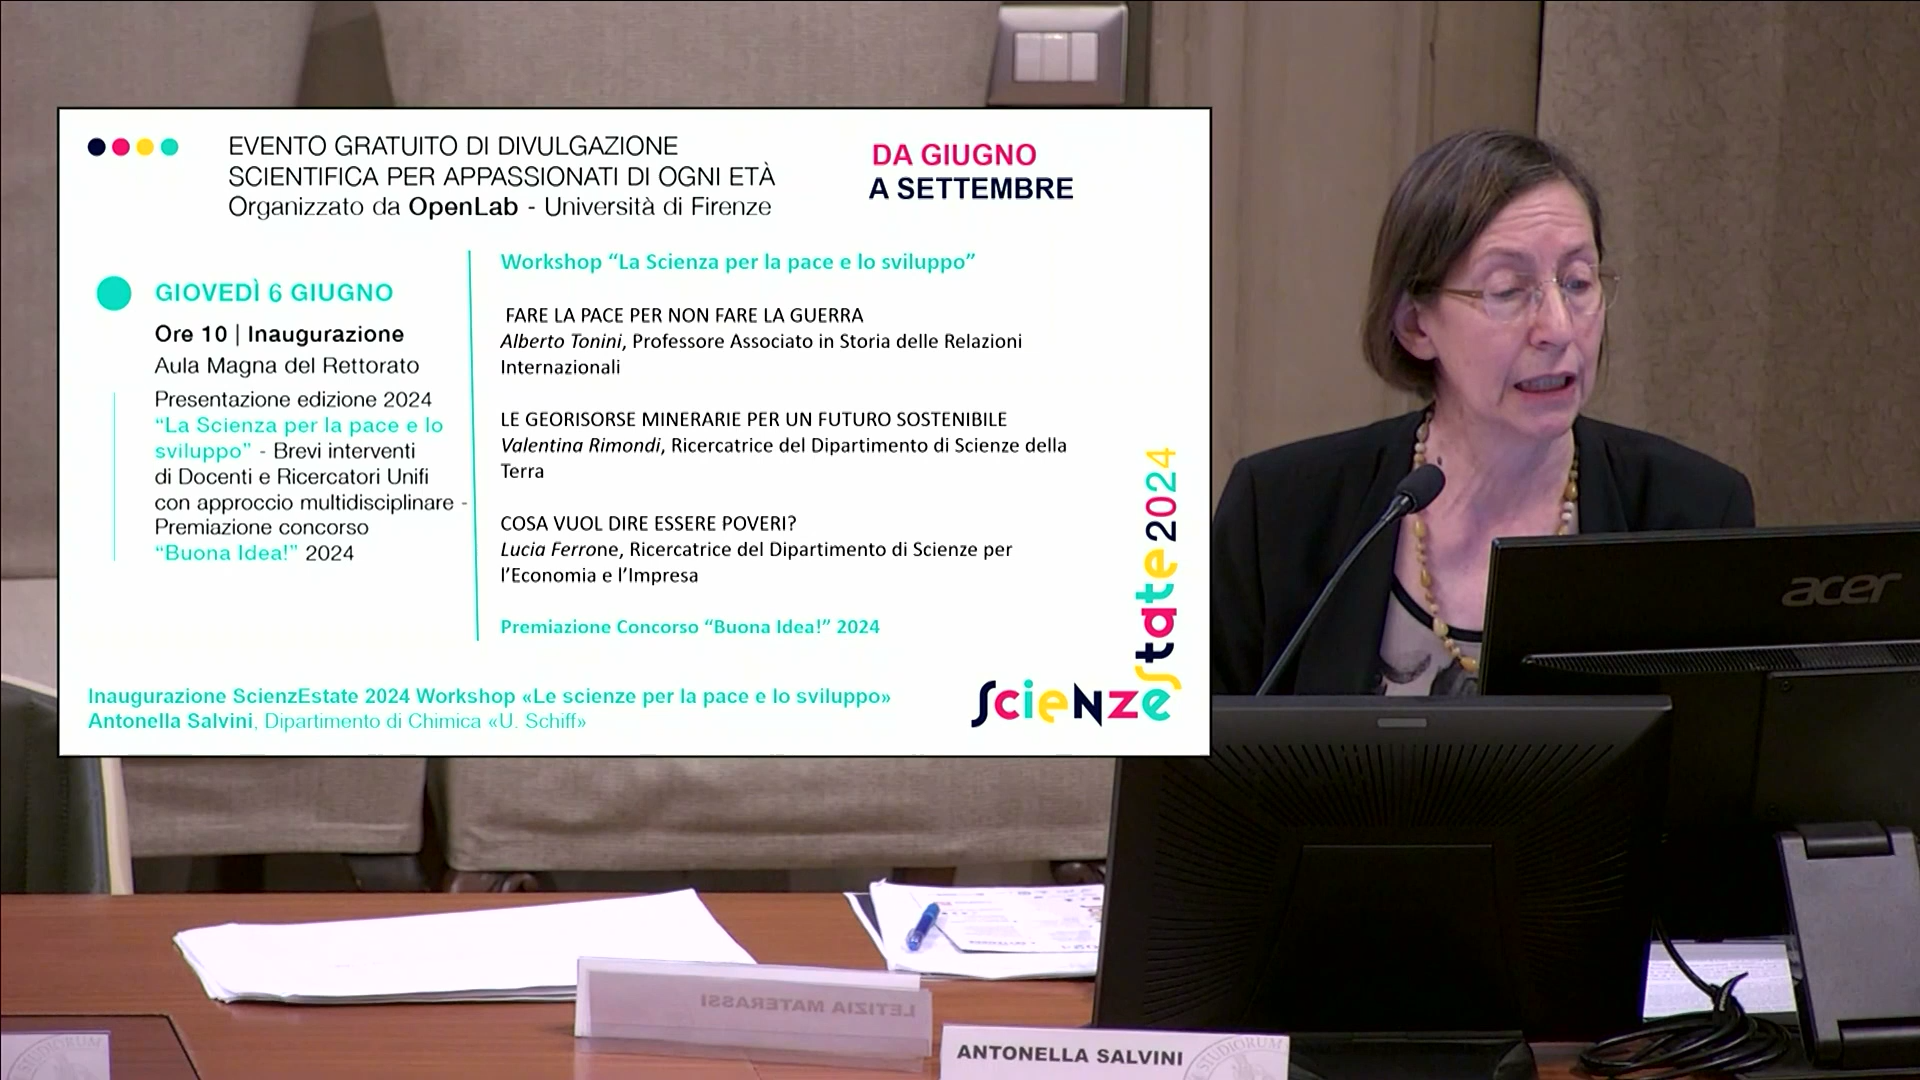 EVENTO GRATUITO DI DIVULGAZIONE
SCIENTIFICA PER APPASSIONATI DI OGNI ETÀ
Organizzato da OpenLab - Università di Firenze
DA GIUGNO
A SETTEMBRE
GIOVEDÌ 6 GIUGNO
Ore 10 | Inaugurazione
Aula Magna del Rettorato
Presentazione edizione 2024
“La Scienza per la pace e lo
sviluppo” - Brevi interventi
di Docenti e Ricercatori Unifi
con approccio multidisciplinare -
Premiazione concorso
“Buona Idea!” 2024
Workshop “La Scienza per la pace e lo sviluppo”
FARE LA PACE PER NON FARE LA GUERRA
Alberto Tonini, Professore Associato in Storia delle Relazioni
Internazionali
LE GEORISORSE MINERARIE PER UN FUTURO SOSTENIBILE
Valentina Rimondi, Ricercatrice del Dipartimento di Scienze della
Terra
COSA VUOL DIRE ESSERE POVERI?
Lucia Ferrone, Ricercatrice del Dipartimento di Scienze per
l’Economia e l’Impresa
Premiazione Concorso “Buona Idea!” 2024
Inaugurazione ScienzEstate 2024 Workshop «Le scienze per la pace e lo sviluppo»
Antonella Salvini, Dipartimento di Chimica «U. Schiff»
ScieNzEstate2024
acer
LETIZIA MATERASSI
ANTONELLA SALVINI
STUDIORUM
STUDIORUM